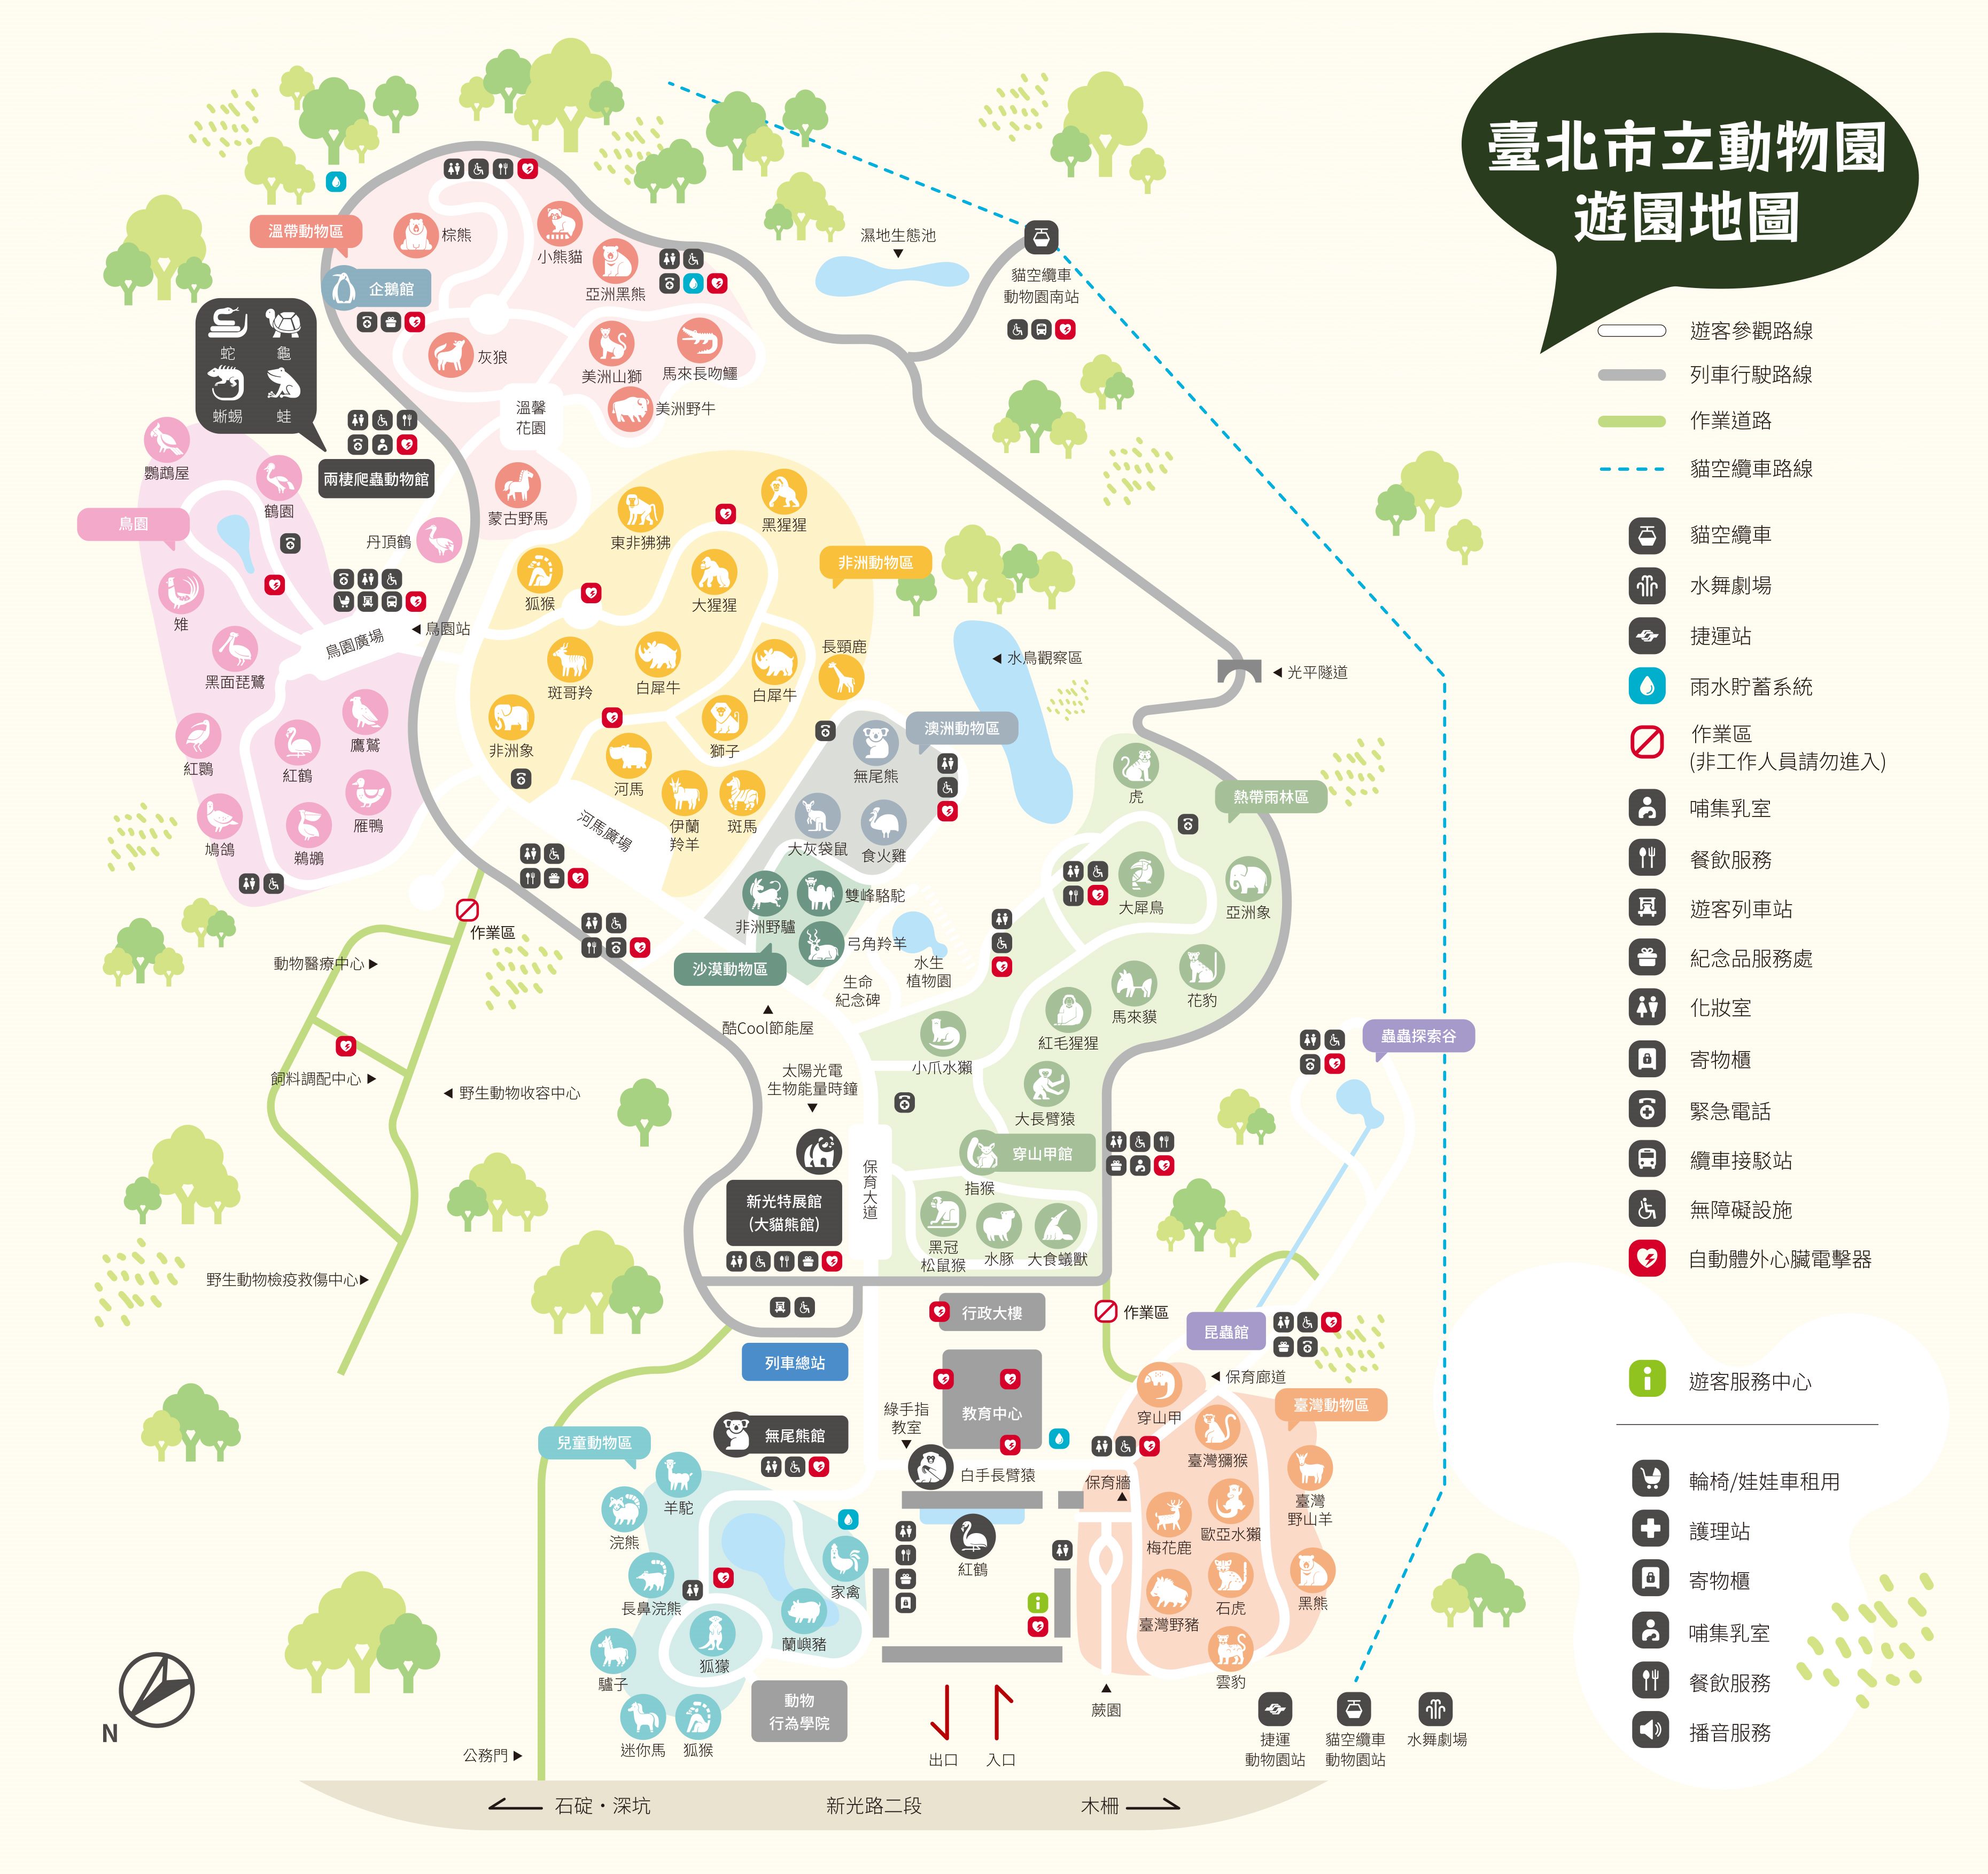 臺北市立動物園
遊園地圖
遊客參觀路線
列車行駛路線
作業道路
貓空纜車路線
貓空纜車
水舞劇場
捷運站
雨水貯蓄系統
作業區
(非工作人員請勿進入)
哺集乳室
餐飲服務
遊客列車站
紀念品服務處
化妝室
寄物櫃
緊急電話
纜車接駁站
無障礙設施
自動體外心臟電擊器
遊客服務中心
輪椅/娃娃車租用
護理站
寄物櫃
哺集乳室
餐飲服務
播音服務
溫帶動物區
棕熊
小熊貓
亞洲黑熊
企鵝館
灰狼
美洲山獅
馬來長吻鱷
美洲野牛
溫馨
花園
蒙古野馬
濕地生態池
貓空纜車
動物園南站
蛇
龜
蜥蜴
蛙
兩棲爬蟲動物館
鳥園
鸚鵡屋
鶴園
丹頂鶴
雉
黑面琵鷺
鳥園廣場
鳥園站
紅䴉
紅鶴
鷹鷲
鳩鴿
鵜鶘
雁鴨
非洲動物區
東非狒狒
黑猩猩
狐猴
大猩猩
斑哥羚
白犀牛
白犀牛
長頸鹿
非洲象
河馬
獅子
伊蘭
羚羊
斑馬
河馬廣場
水鳥觀察區
光平隧道
澳洲動物區
無尾熊
大灰袋鼠
食火雞
沙漠動物區
非洲野驢
雙峰駱駝
弓角羚羊
生命
紀念碑
水生
植物園
酷Cool節能屋
太陽光電
生物能量時鐘
熱帶雨林區
虎
大犀鳥
亞洲象
花豹
馬來貘
紅毛猩猩
小爪水獺
大長臂猿
穿山甲館
指猴
黑冠
松鼠猴
水豚
大食蟻獸
作業區
動物醫療中心
飼料調配中心
野生動物收容中心
野生動物檢疫救傷中心
保育大道
新光特展館
(大貓熊館)
列車總站
行政大樓
教育中心
作業區
蟲蟲探索谷
昆蟲館
保育廊道
臺灣動物區
穿山甲
臺灣獼猴
臺灣
野山羊
保育牆
梅花鹿
歐亞水獺
臺灣野豬
石虎
黑熊
雲豹
蕨園
綠手指
教室
白手長臂猿
紅鶴
無尾熊館
兒童動物區
羊駝
浣熊
長鼻浣熊
家禽
蘭嶼豬
狐獴
驢子
迷你馬
狐猴
動物
行為學院
出口
入口
捷運
動物園站
貓空纜車
動物園站
水舞劇場
公務門
N
石碇・深坑
新光路二段
木柵